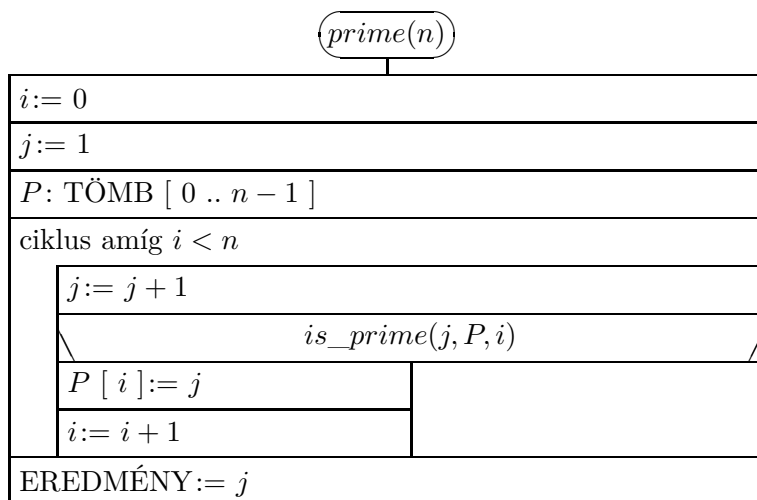 prime(n)
i:= 0
j:= 1
P: TÖMB [ 0 .. n − 1 ]
ciklus amíg i < n
j:= j + 1
is_prime(j, P, i)
P [ i ]:= j
i:= i + 1
EREDMÉNY:= j